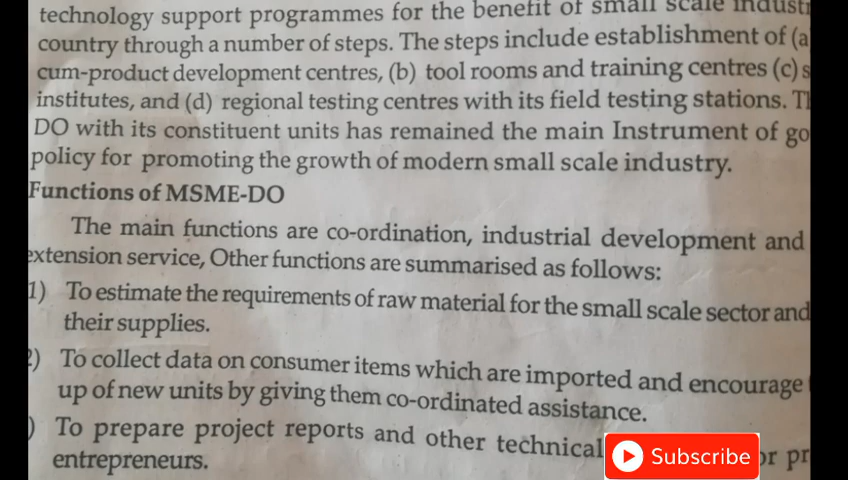 technology support programmes for the benefit of small scale
country through a number of steps. The steps include establishment of (a
cum-product development centres, (b) tool rooms and training centres (c) s
institutes, and (d) regional testing centres with its field testing stations.
DO with its constituent units has remained the main Instrument of go
policy for promoting the growth of modern small scale industry.
Functions of MSME-DO
The main functions are co-ordination, industrial development and
extension service, Other functions are summarised as follows:
1) To estimate the requirements of raw material for the small scale sector and
their supplies.
2) To collect data on consumer items which are imported and encourage
up of new units by giving them co-ordinated assistance.
) To prepare project reports and other technical or pr
entrepreneurs.
Subscribe